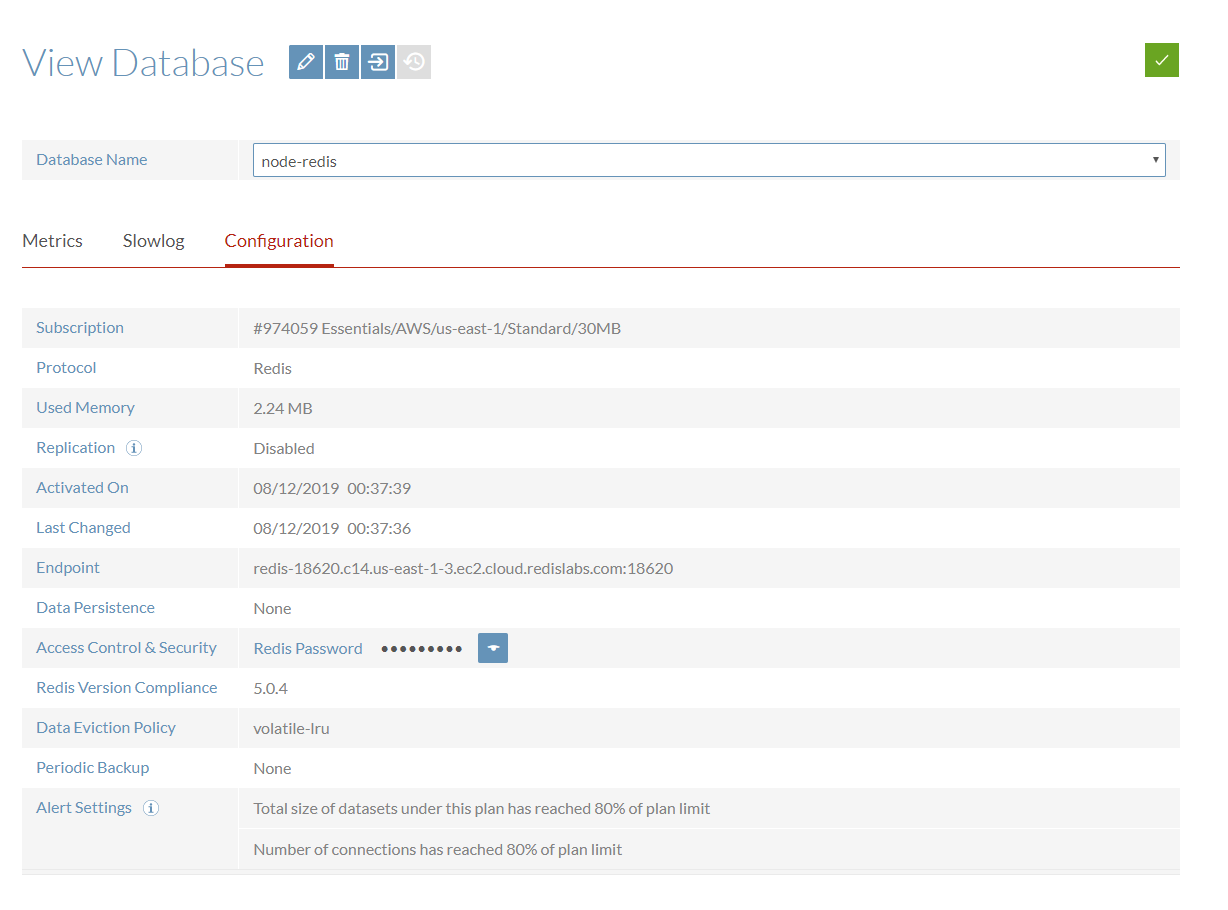 View Database
Database Name node-redis
Metrics Slowlog Configuration
Subscription #974059 Essentials/AWS/us-east-1/Standard/30MB
Protocol Redis
Used Memory 2.24 MB
Replication Disabled
Activated On 08/12/2019 00:37:39
Last Changed 08/12/2019 00:37:36
Endpoint redis-18620.c14.us-east-1-3.ec2.cloud.redislabs.com:18620
Data Persistence None
Access Control & Security Redis Password •••••••••
Redis Version Compliance 5.0.4
Data Eviction Policy volatile-lru
Periodic Backup None
Alert Settings Total size of datasets under this plan has reached 80% of plan limit
Number of connections has reached 80% of plan limit